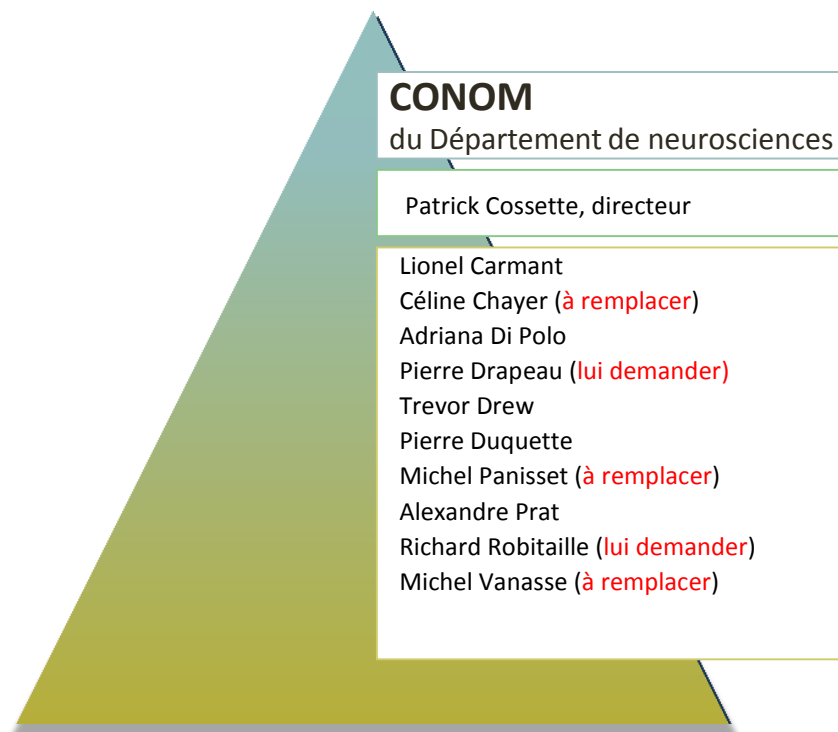 CONOM
du Département de neurosciences
Patrick Cossette, directeur
Lionel Carmant
Céline Chayer (à remplacer)
Adriana Di Polo
Pierre Drapeau (lui demander)
Trevor Drew
Pierre Duquette
Michel Panisset (à remplacer)
Alexandre Prat
Richard Robitaille (lui demander)
Michel Vanasse (à remplacer)